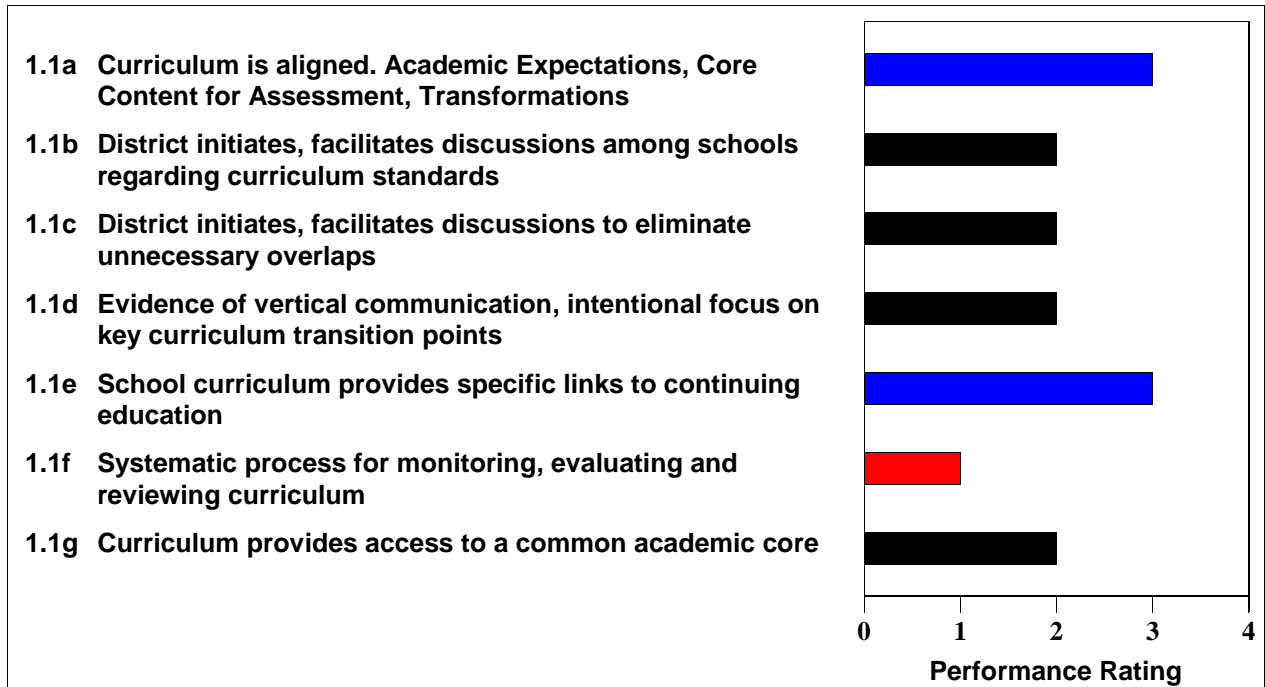 1.1a Curriculum is aligned. Academic Expectations, Core
Content for Assessment, Transformations
1.1b District initiates, facilitates discussions among schools
regarding curriculum standards
1.1c District initiates, facilitates discussions to eliminate
unnecessary overlaps
1.1d Evidence of vertical communication, intentional focus on
key curriculum transition points
1.1e School curriculum provides specific links to continuing
education
1.1f Systematic process for monitoring, evaluating and
reviewing curriculum
1.1g Curriculum provides access to a common academic core
0 1 2 3 4
Performance Rating